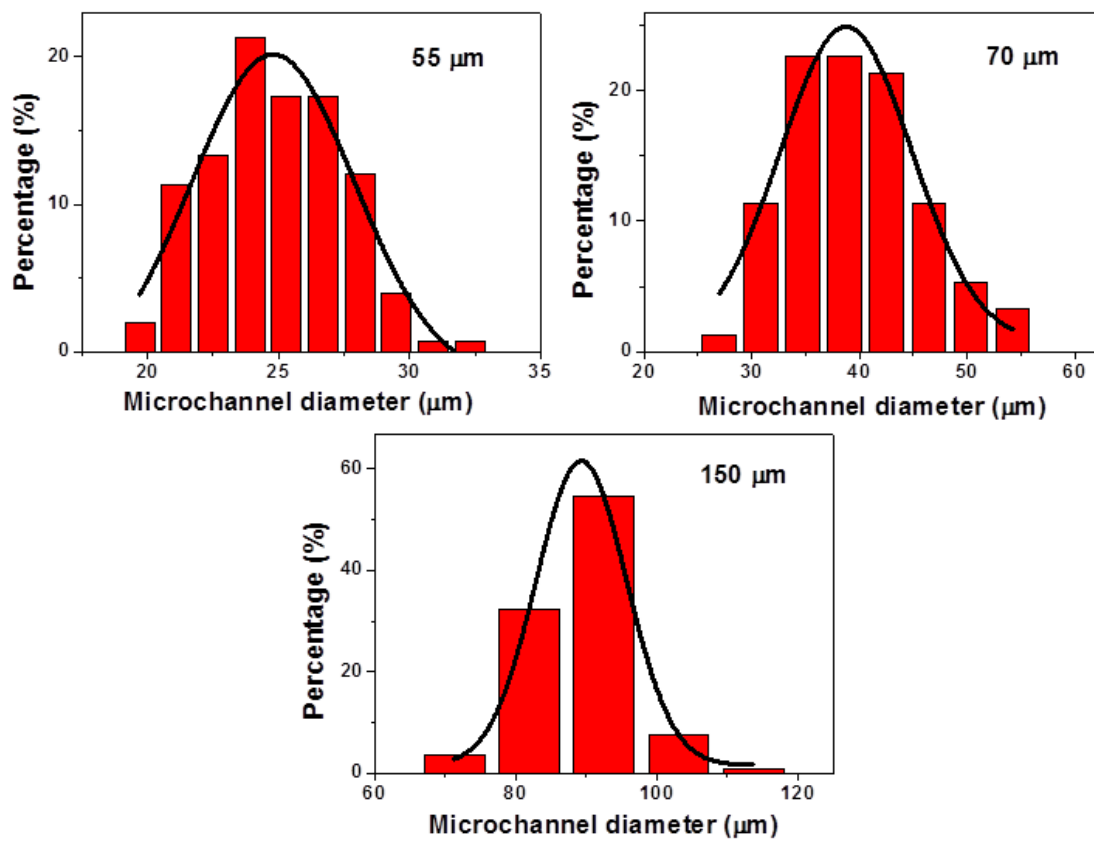 55 μm
Percentage (%)
20
10
0
20 25 30 35
Microchannel diameter (μm)
70 μm
Percentage (%)
20
10
0
20 30 40 50 60
Microchannel diameter (μm)
150 μm
Percentage (%)
60
40
20
0
60 80 100 120
Microchannel diameter (μm)